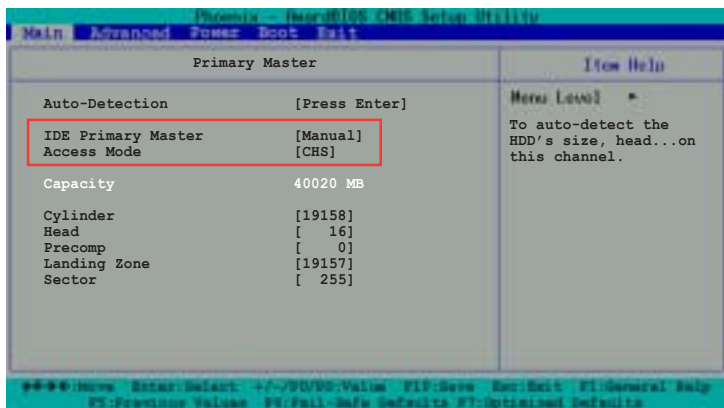 Phoenix - AwardBIOS CMOS Setup Utility
Main Advanced Power Boot Exit
Primary Master
Item Help
Auto-Detection [Press Enter]
IDE Primary Master [Manual]
Access Mode [CHS]
Capacity 40020 MB
Cylinder [19158]
Head [ 16]
Precomp [ 0]
Landing Zone [19157]
Sector [ 255]
Menu Level
To auto-detect the
HDD's size, head...on
this channel.
:Move Enter:Select +/-/PU/PD:Value F10:Save Esc:Exit F1:General Help
F5:Previous Values F6:Fail-Safe Defaults F7:Optimized Defaults